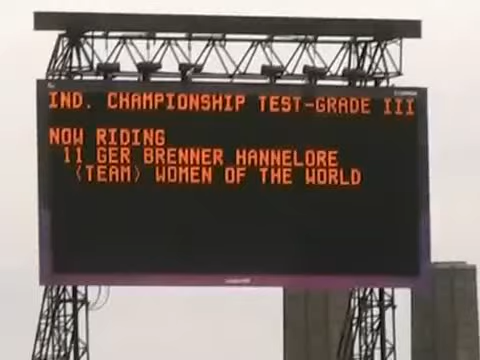 IND. CHAMPIONSHIP TEST-GRADE III
NOW RIDING
11 GER BRENNER HANNELORE
(TEAM) WOMEN OF THE WORLD